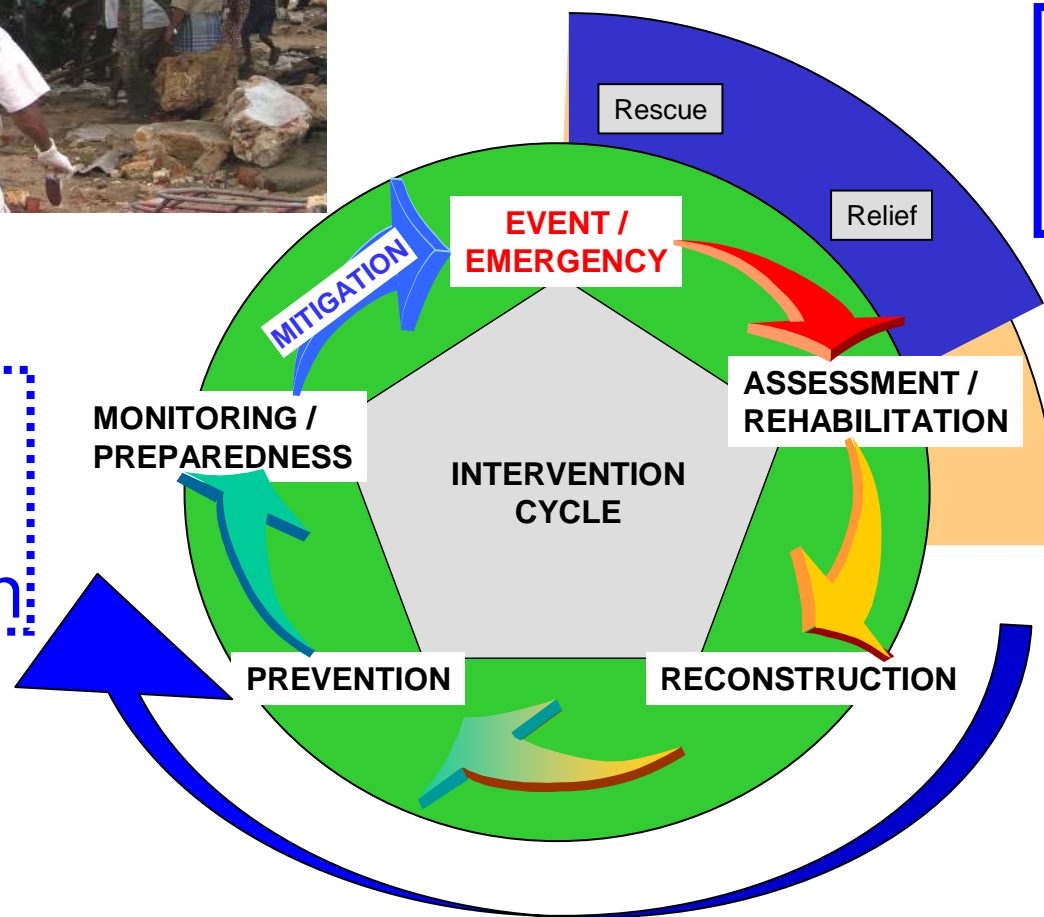 Rescue
Relief
EVENT /
EMERGENCY
MITIGATION
ASSESSMENT /
REHABILITATION
MONITORING /
PREPAREDNESS
INTERVENTION
CYCLE
PREVENTION
RECONSTRUCTION
n